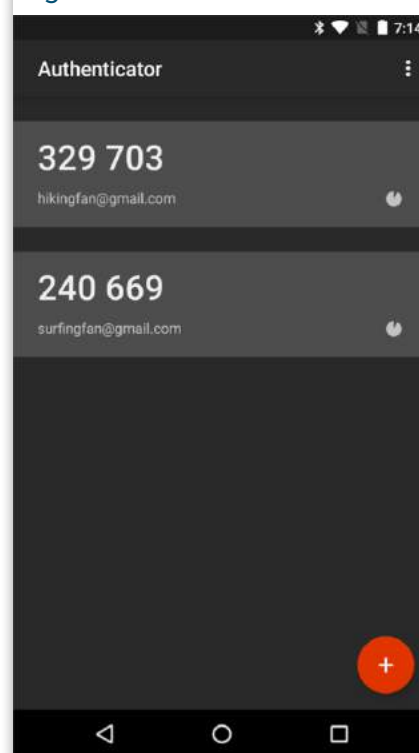 7:14
Authenticator
329 703
hikingfan@gmail.com
240 669
surfingfan@gmail.com
+